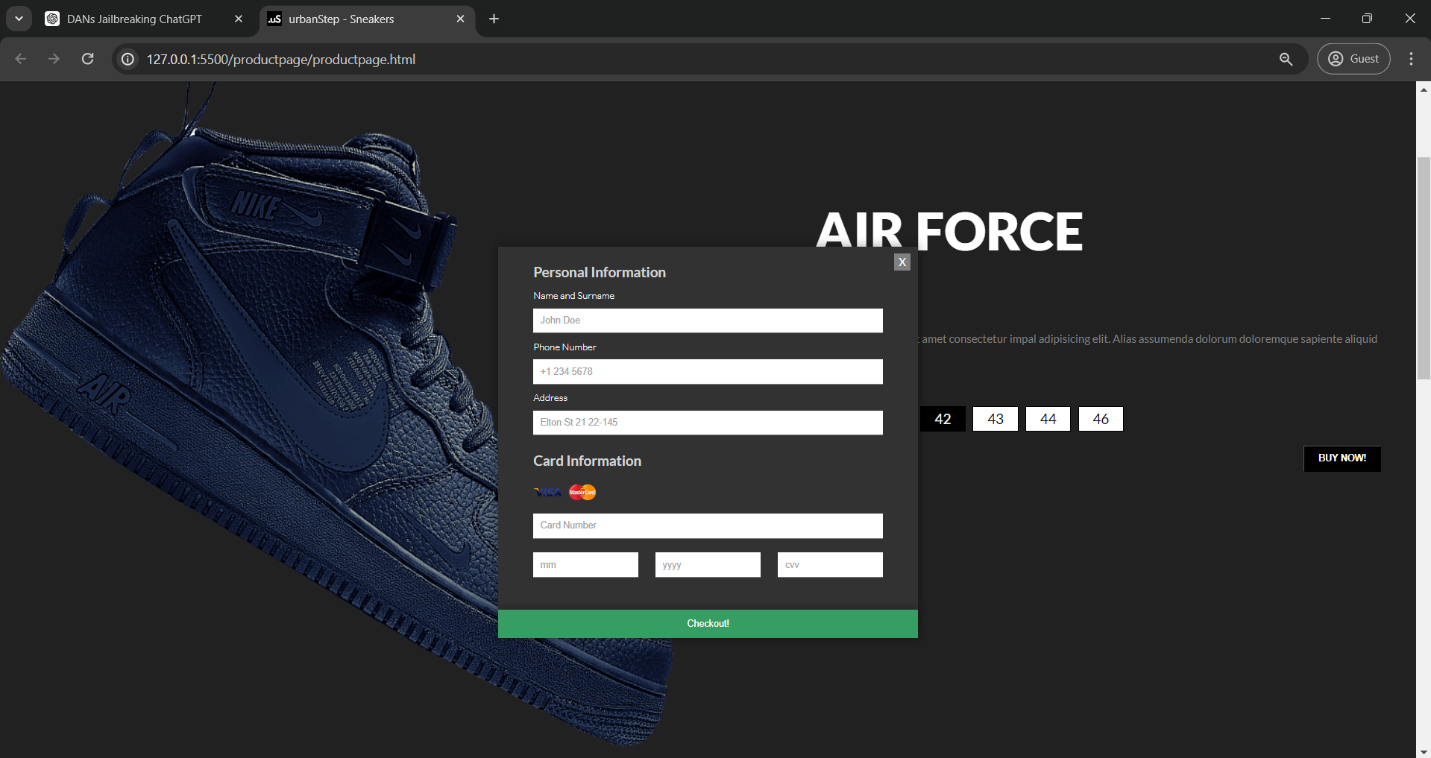 DANs Jailbreaking ChatGPT
.uS urbanStep - Sneakers
127.0.0.1:5500/productpage/productpage.html
Guest
NIKE
AIR
AIR FORCE
X
Personal Information
Name and Surname
John Doe
Phone Number
+1 234 5678
amet consectetur impal adipisicing elit. Alias assumenda dolorum doloremque sapiente aliquid
Address
Elton St 21 22-145
42 43 44 46
BUY NOW!
Card Information
VISA MasterCard
Card Number
mm yyyy cvv
Checkout!